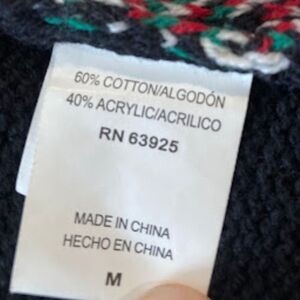 60% COTTON/ALGODÓN
40% ACRYLIC/ACRILICO
RN 63925
MADE IN CHINA
HECHO EN CHINA
M